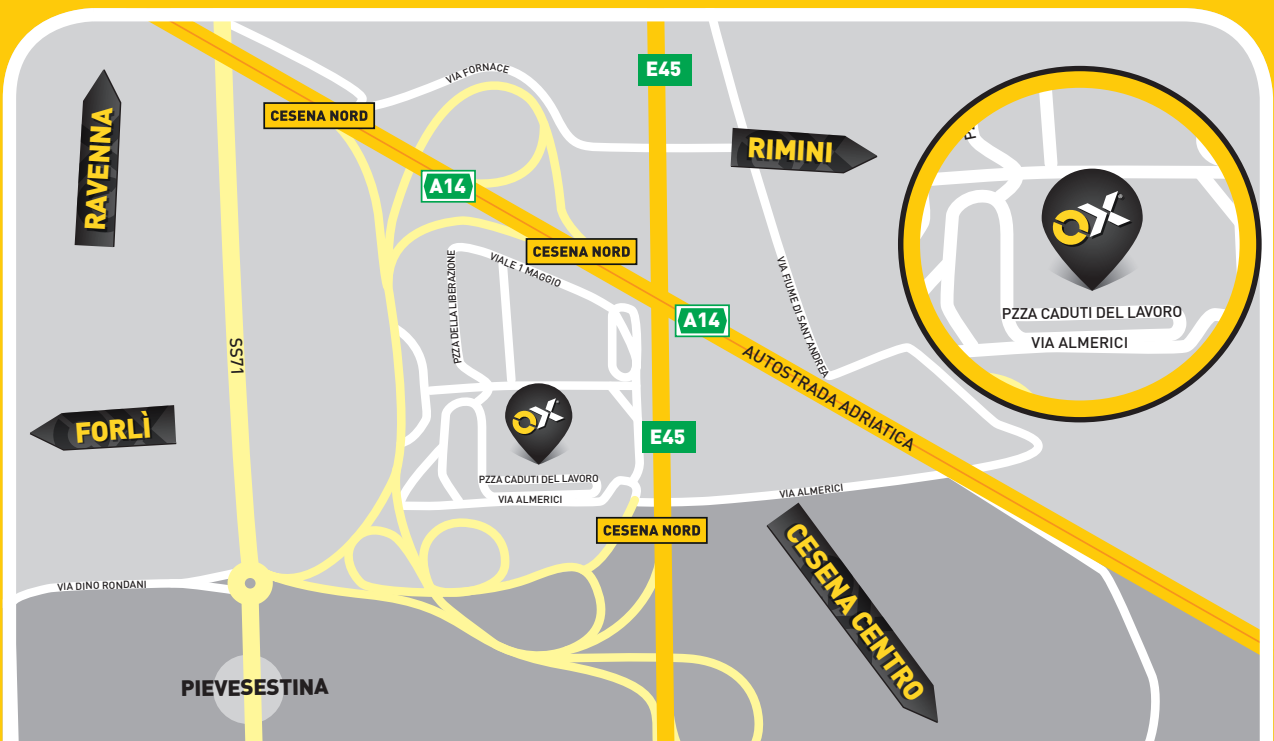 E45
VIA FORNACE
CESENA NORD
RAVENNA
RIMINI
A14
CESENA NORD
PZZA DELLA LIBERAZIONE
VIALE 1 MAGGIO
VIA FIUME DI SANT'ANDREA
A14
SS71
AUTOSTRADA ADRIATICA
FORLÌ
OX
E45
PZZA CADUTI DEL LAVORO
VIA ALMERICI
VIA ALMERICI
CESENA NORD
CESENA CENTRO
VIA DINO RONDANI
PIEVESESTINA
OX
PZZA CADUTI DEL LAVORO
VIA ALMERICI